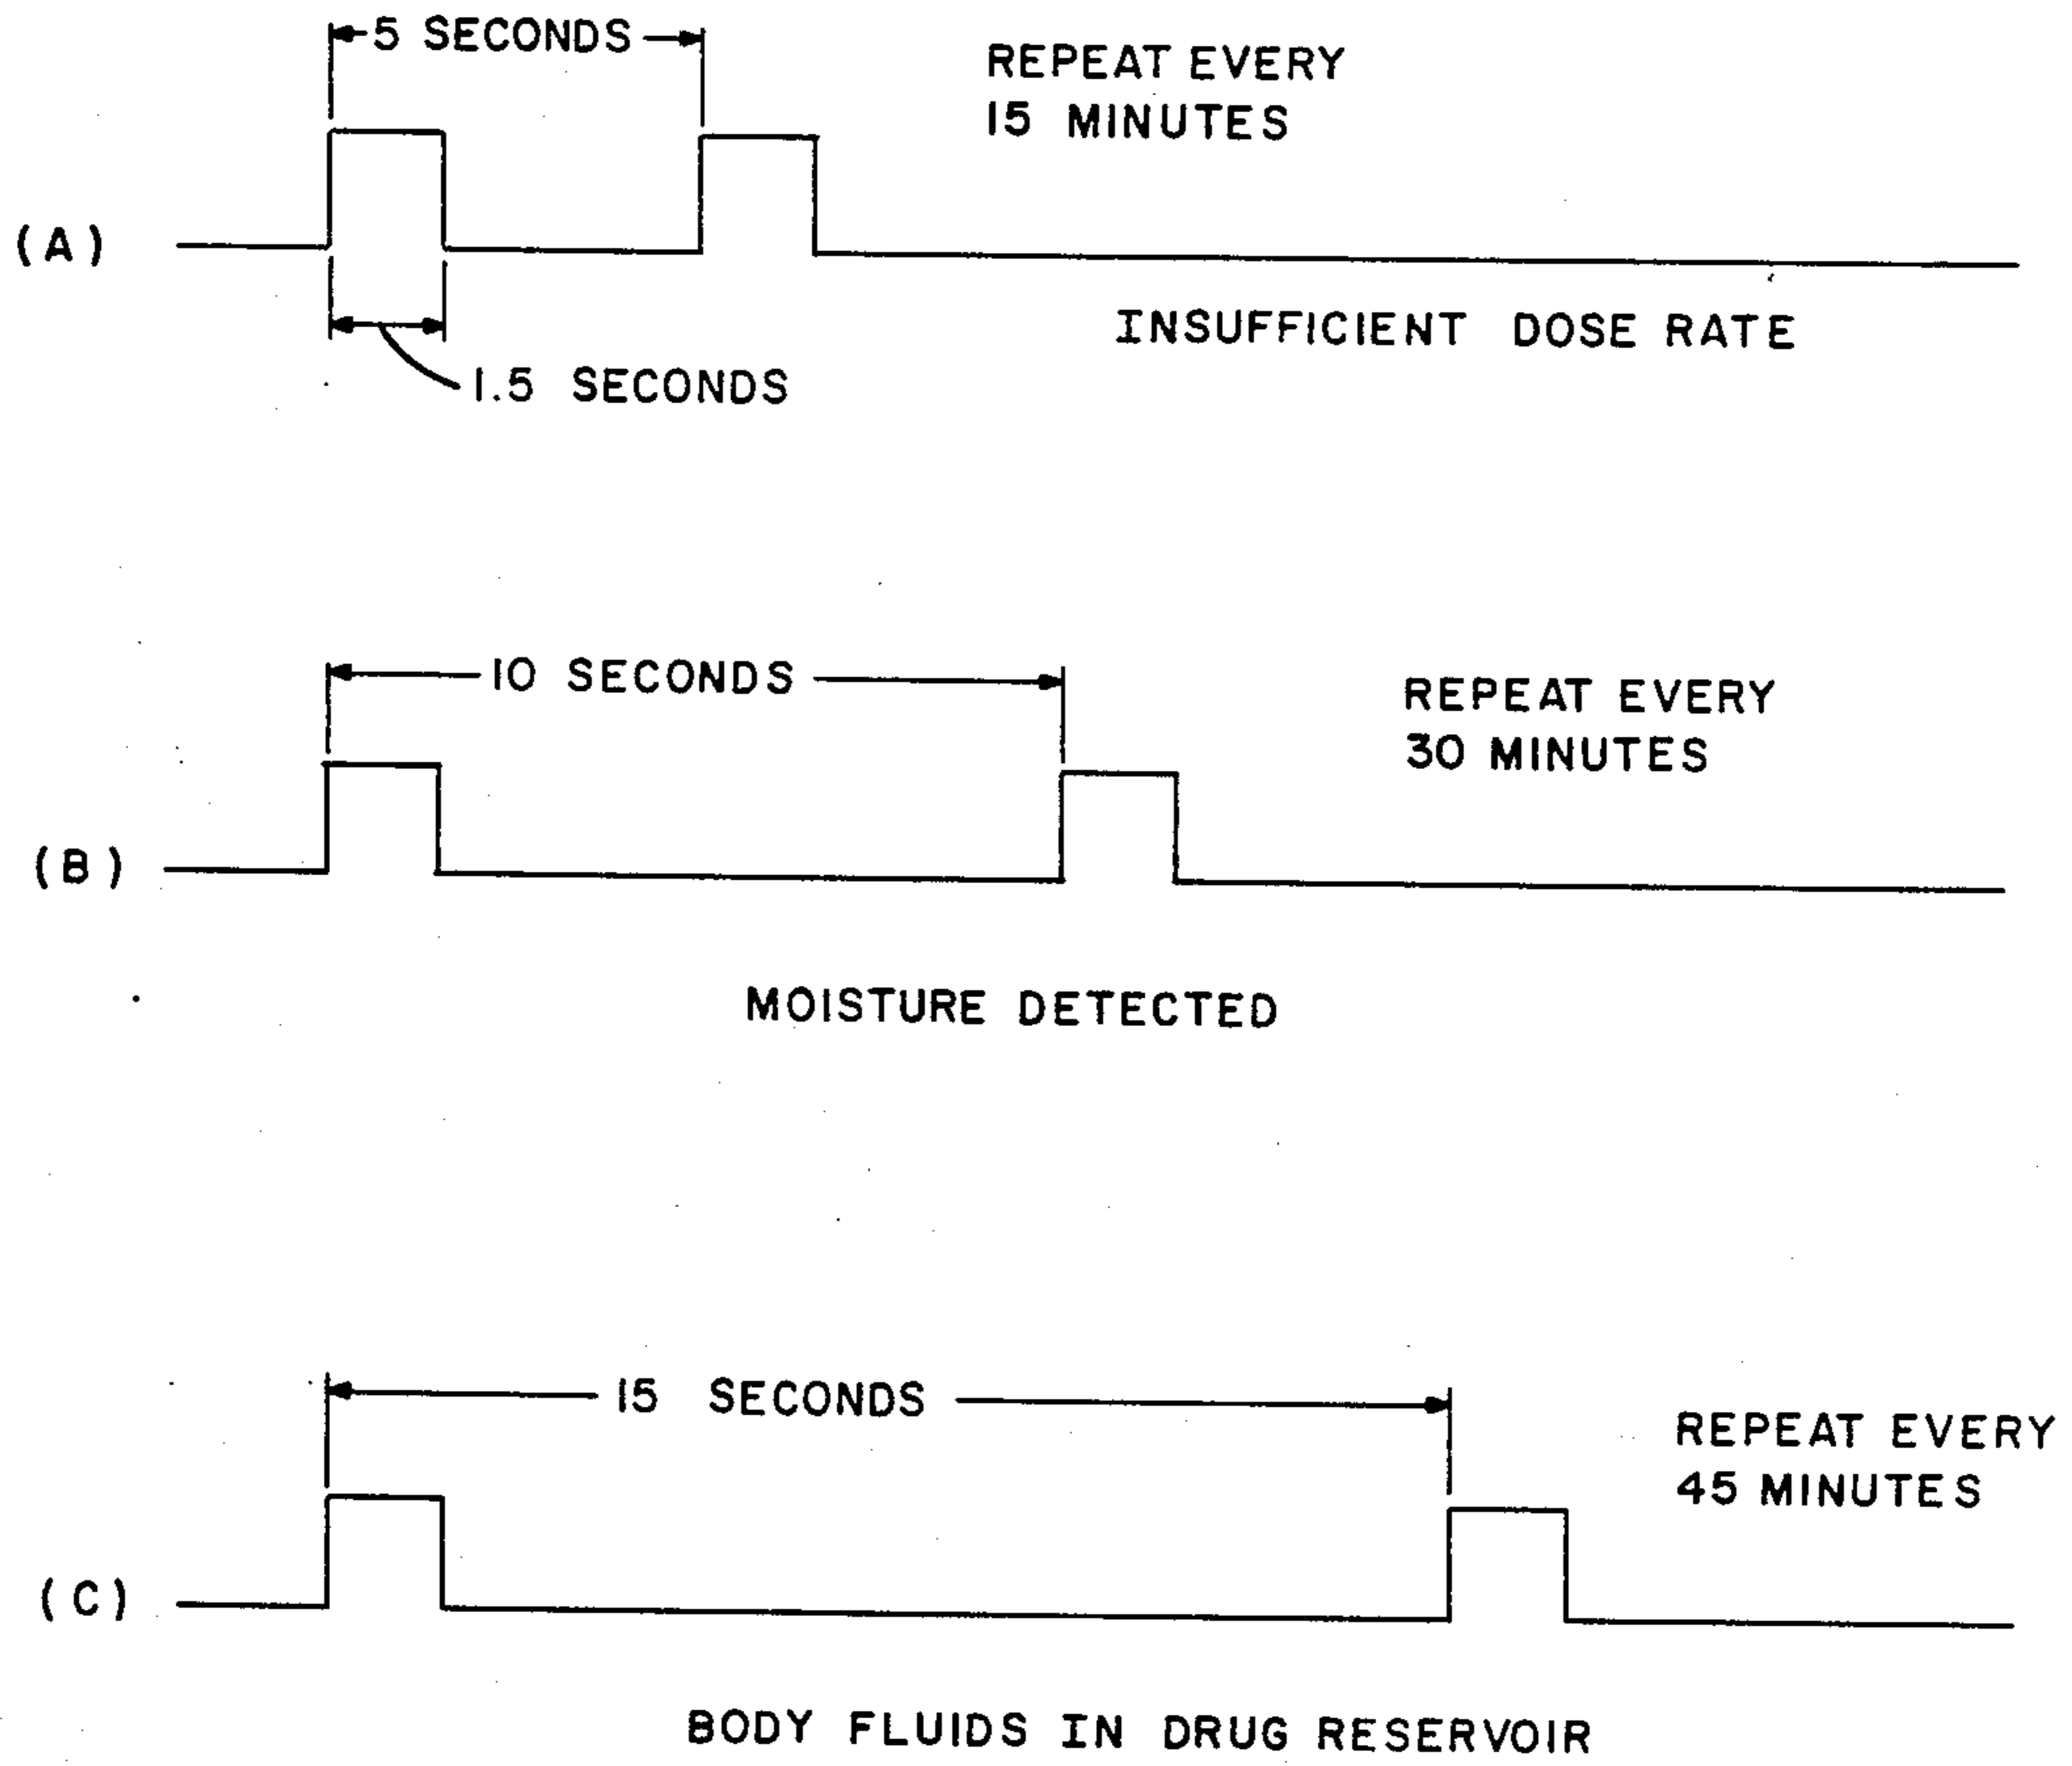 5 SECONDS
REPEAT EVERY
15 MINUTES
(A)
INSUFFICIENT DOSE RATE
1.5 SECONDS
10 SECONDS
REPEAT EVERY
30 MINUTES
(B)
MOISTURE DETECTED
15 SECONDS
REPEAT EVERY
45 MINUTES
(C)
BODY FLUIDS IN DRUG RESERVOIR